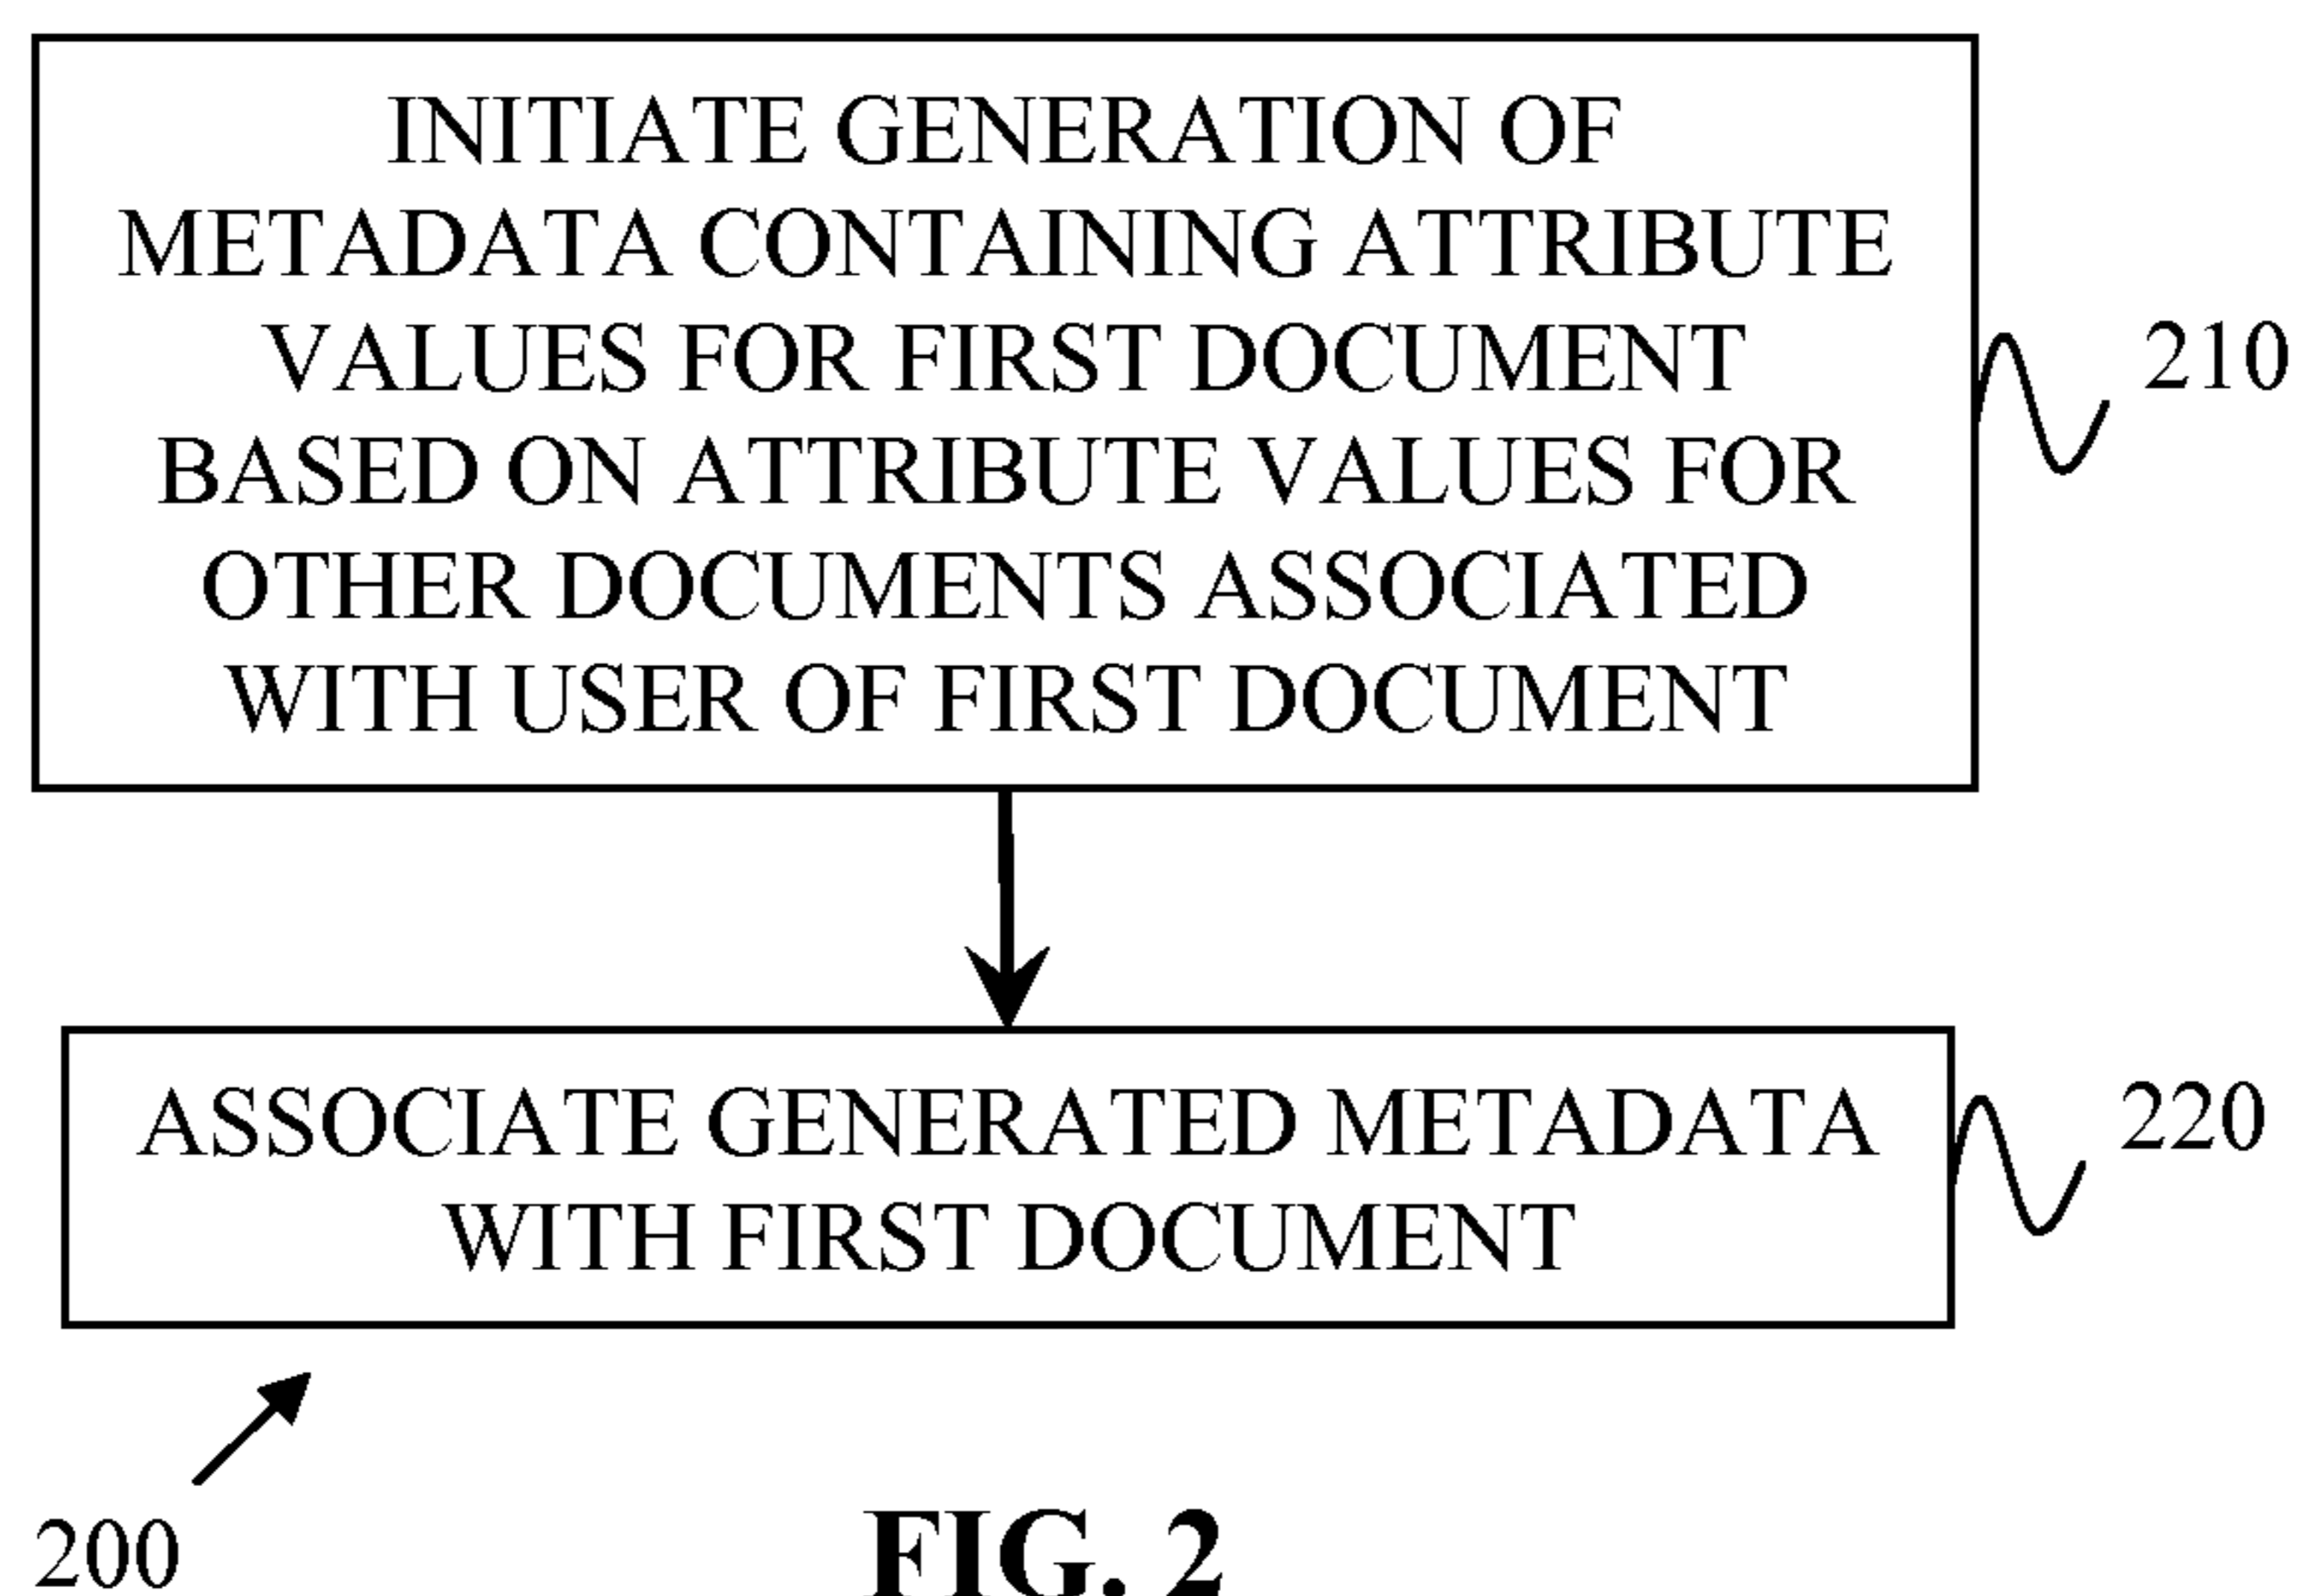 INITIATE GENERATION OF
METADATA CONTAINING ATTRIBUTE
VALUES FOR FIRST DOCUMENT
BASED ON ATTRIBUTE VALUES FOR
OTHER DOCUMENTS ASSOCIATED
WITH USER OF FIRST DOCUMENT
210
ASSOCIATE GENERATED METADATA
WITH FIRST DOCUMENT
220
200
FIG. 2